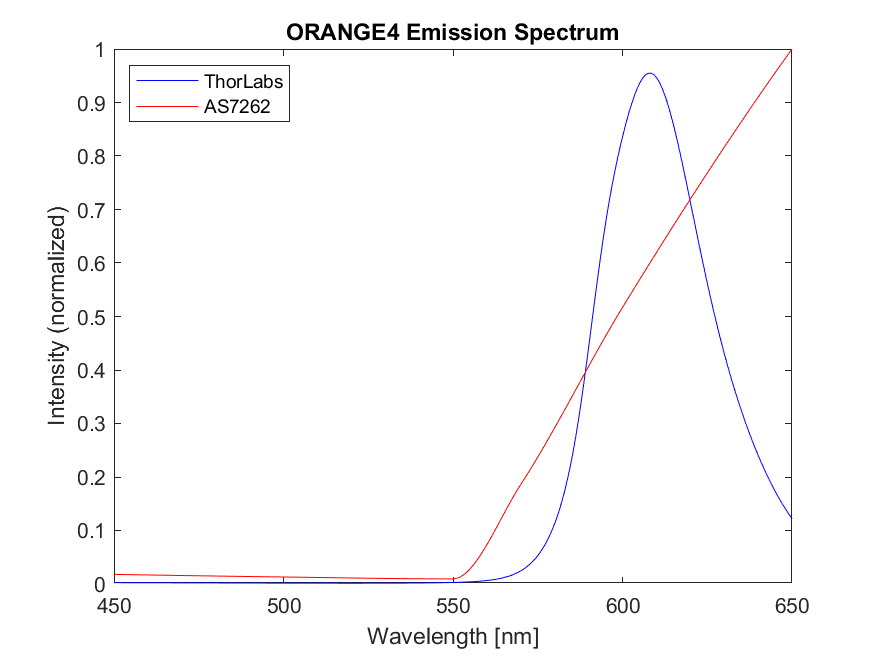 ORANGE4 Emission Spectrum
ThorLabs
AS7262
1
0.9
0.8
0.7
0.6
0.5
0.4
0.3
0.2
0.1
0
Intensity (normalized)
450 500 550 600 650
Wavelength [nm]